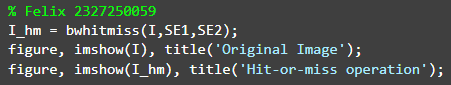 % Felix 2327250059
I_hm = bwhitmiss(I,SE1,SE2);
figure, imshow(I), title('Original Image');
figure, imshow(I_hm), title('Hit-or-miss operation');